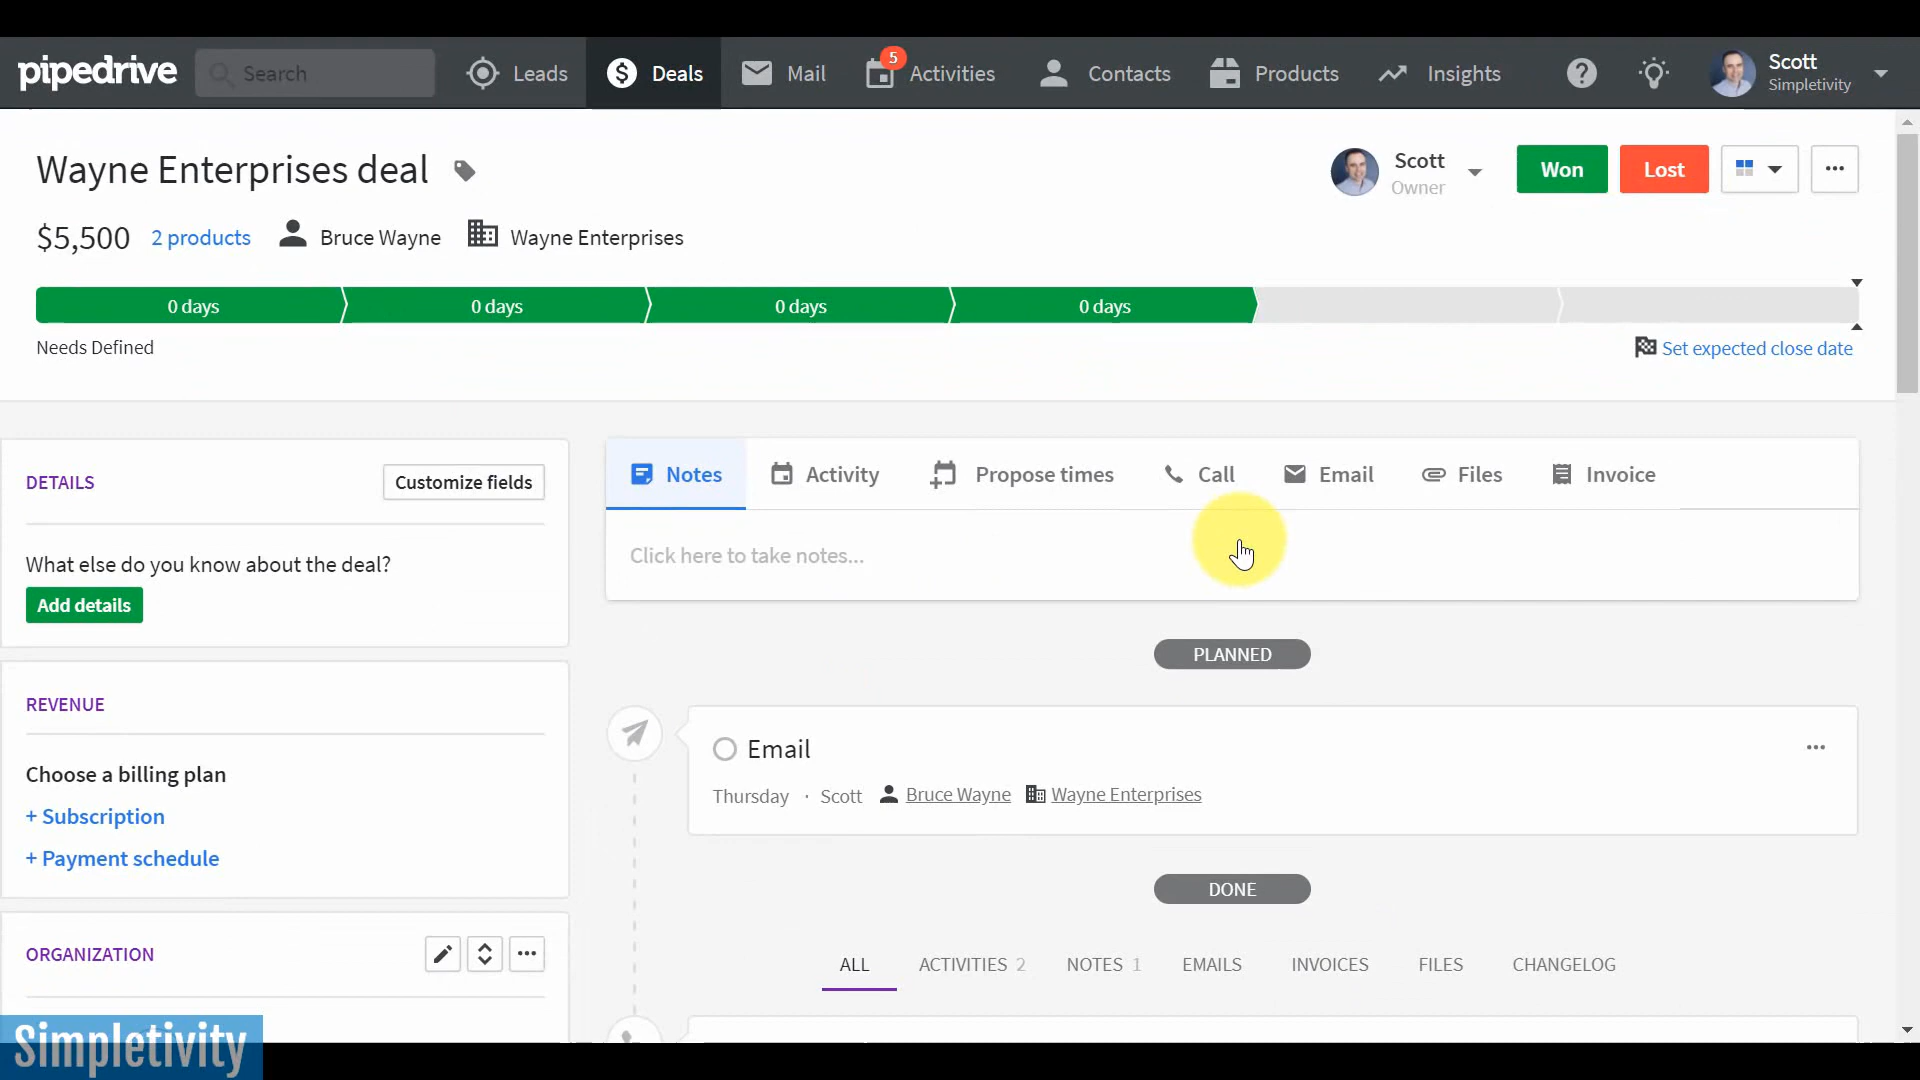 pipedrive
Search
Leads
Deals
Mail
5
Activities
Contacts
Products
Insights
Scott
Simpletivity
Wayne Enterprises deal
Scott
Owner
Won
Lost
$5,500
2 products
Bruce Wayne
Wayne Enterprises
0 days
0 days
0 days
0 days
Needs Defined
Set expected close date
DETAILS
Customize fields
What else do you know about the deal?
Add details
REVENUE
Choose a billing plan
+ Subscription
+ Payment schedule
ORGANIZATION
Notes
Activity
Propose times
Call
Email
Files
Invoice
Click here to take notes...
PLANNED
Email
Thursday · Scott Bruce Wayne Wayne Enterprises
DONE
ALL
ACTIVITIES 2
NOTES 1
EMAILS
INVOICES
FILES
CHANGELOG
Simpletivity